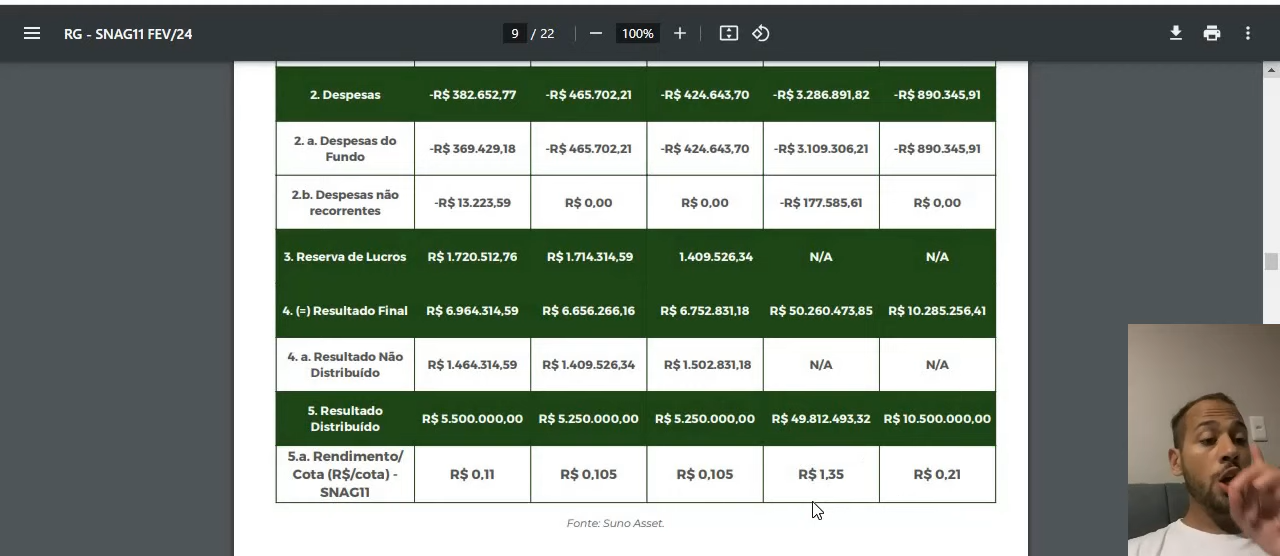 RG - SNAG11 FEV/24
9 / 22
100%
2. Despesas -R$ 382.652,77 -R$ 465.702,21 -R$ 424.643,70 -R$ 3.286.891,82 -R$ 890.345,91
2. a. Despesas do
Fundo -R$ 369.429,18 -R$ 465.702,21 -R$ 424.643,70 -R$ 3.109.306,21 -R$ 890.345,91
2.b. Despesas não
recorrentes -R$ 13.223,59 R$ 0,00 R$ 0,00 -R$ 177.585,61 R$ 0,00
3. Reserva de Lucros R$ 1.720.512,76 R$ 1.714.314,59 1.409.526,34 N/A N/A
4. (=) Resultado Final R$ 6.964.314,59 R$ 6.656.266,16 R$ 6.752.831,18 R$ 50.260.473,85 R$ 10.285.256,41
4. a. Resultado Não
Distribuído R$ 1.464.314,59 R$ 1.409.526,34 R$ 1.502.831,18 N/A N/A
5. Resultado
Distribuído R$ 5.500.000,00 R$ 5.250.000,00 R$ 5.250.000,00 R$ 49.812.493,32 R$ 10.500.000,00
5.a. Rendimento/
Cota (R$/cota) - R$ 0,11 R$ 0,105 R$ 0,105 R$ 1,35 R$ 0,21
SNAG11
Fonte: Suno Asset.